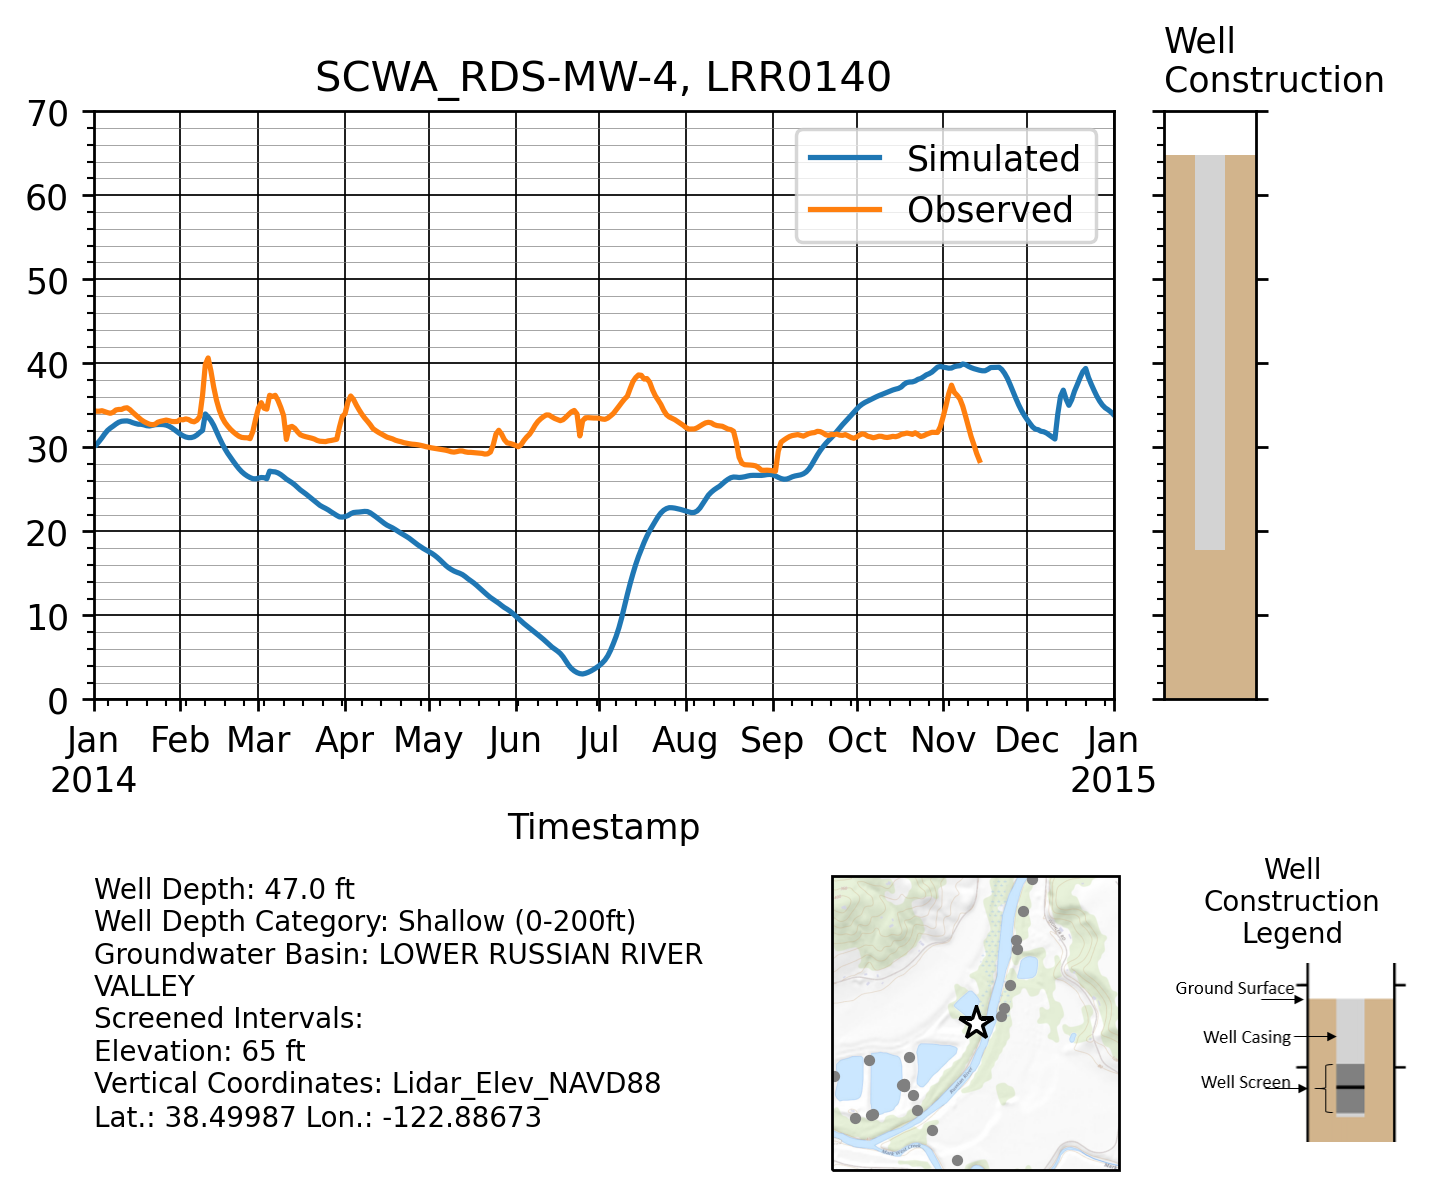 SCWA_RDS-MW-4, LRR0140
Well
Construction
70
60
50
40
30
20
10
0
Simulated
Observed
Jan Feb Mar Apr May Jun Jul Aug Sep Oct Nov Dec Jan
2014 2015
Timestamp
Well Depth: 47.0 ft
Well Depth Category: Shallow (0-200ft)
Groundwater Basin: LOWER RUSSIAN RIVER
VALLEY
Screened Intervals:
Elevation: 65 ft
Vertical Coordinates: Lidar_Elev_NAVD88
Lat.: 38.49987 Lon.: -122.88673
Well
Construction
Legend
Ground Surface
Well Casing
Well Screen